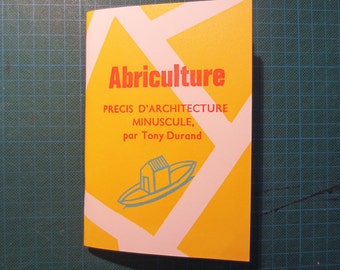 Abriculture
PRECIS D'ARCHITECTURE
MINUSCULE,
par Tony Durand